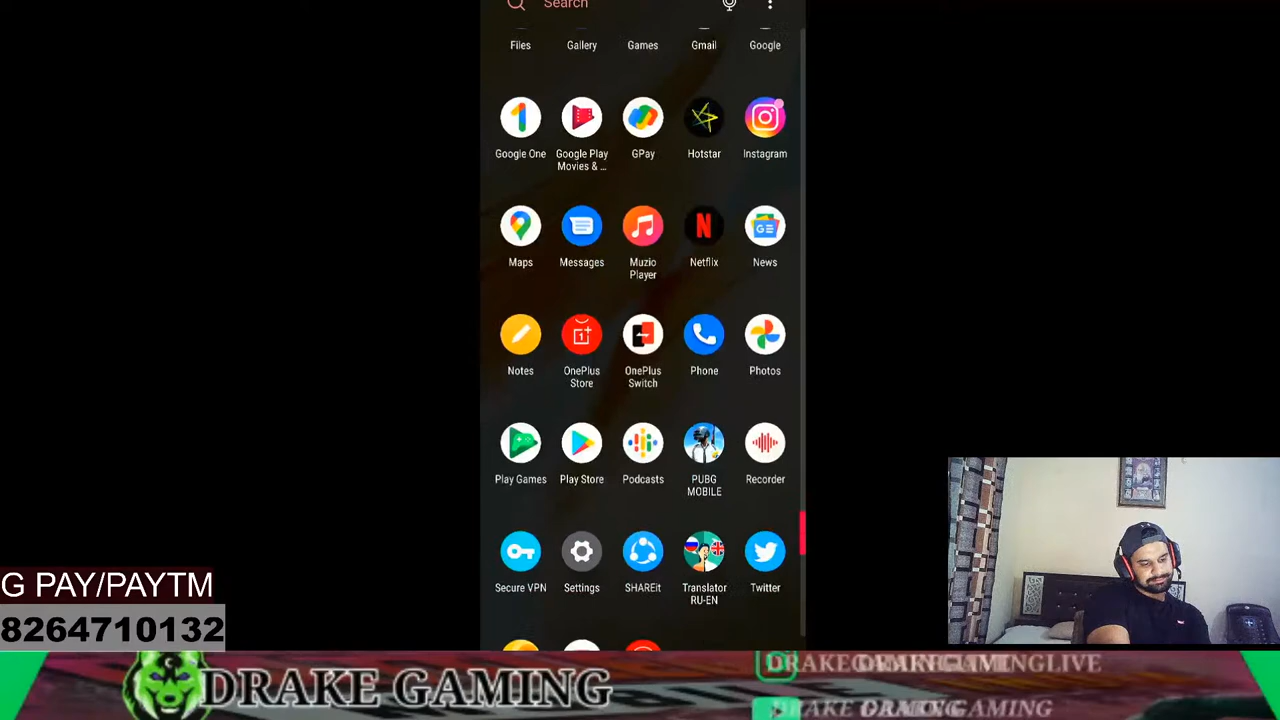 Search
Files Gallery Games Gmail Google
Google One Google Play Movies & ... GPay Hotstar Instagram
Maps Messages Muzio Player Netflix News
Notes OnePlus Store OnePlus Switch Phone Photos
Play Games Play Store Podcasts PUBG MOBILE Recorder
Secure VPN Settings SHAREit Translator RU-EN Twitter
G PAY/PAYTM
8264710132
DRAKE GAMING